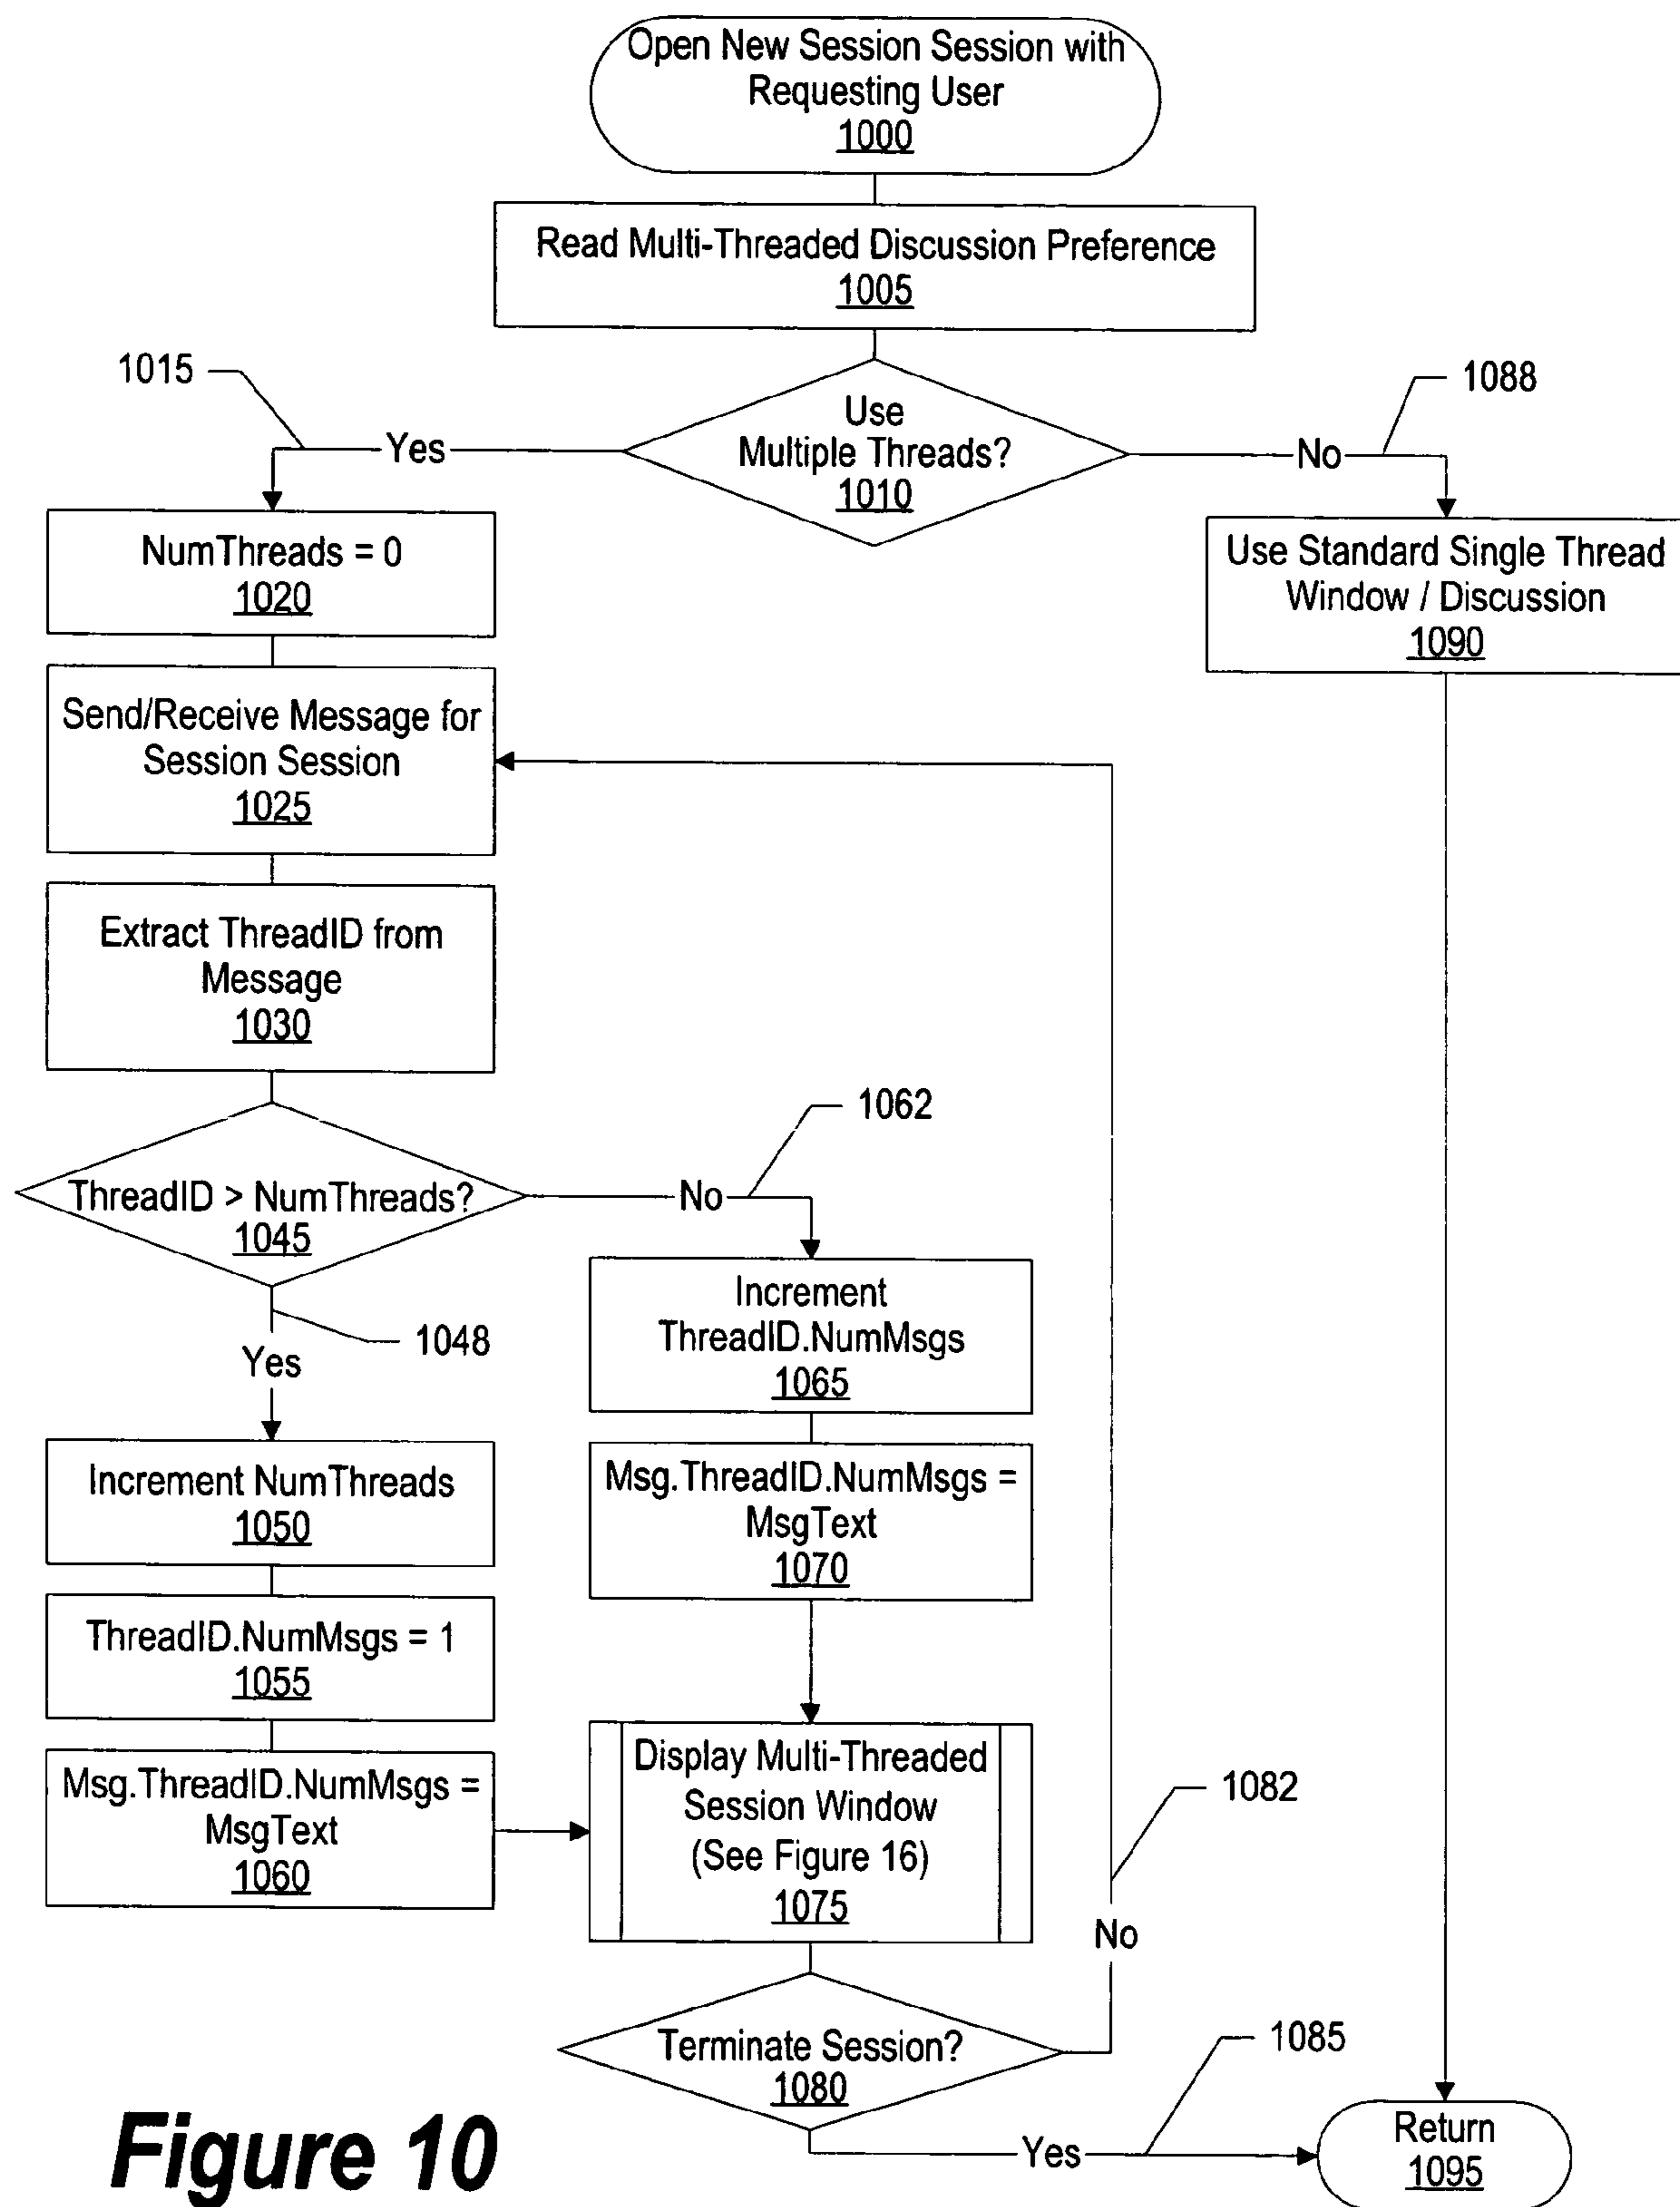 Open New Session Session with
Requesting User
1000
Read Multi-Threaded Discussion Preference
1005
1015
1088
Use
Multiple Threads?
1010
Yes
No
NumThreads = 0
1020
Use Standard Single Thread
Window / Discussion
1090
Send/Receive Message for
Session Session
1025
Extract ThreadID from
Message
1030
1062
ThreadID > NumThreads?
1045
No
1048
Yes
Increment
ThreadID.NumMsgs
1065
Increment NumThreads
1050
Msg.ThreadID.NumMsgs =
MsgText
1070
ThreadID.NumMsgs = 1
1055
Msg.ThreadID.NumMsgs =
MsgText
1060
Display Multi-Threaded
Session Window
(See Figure 16)
1075
1082
No
Terminate Session?
1080
1085
Yes
Return
1095
Figure 10